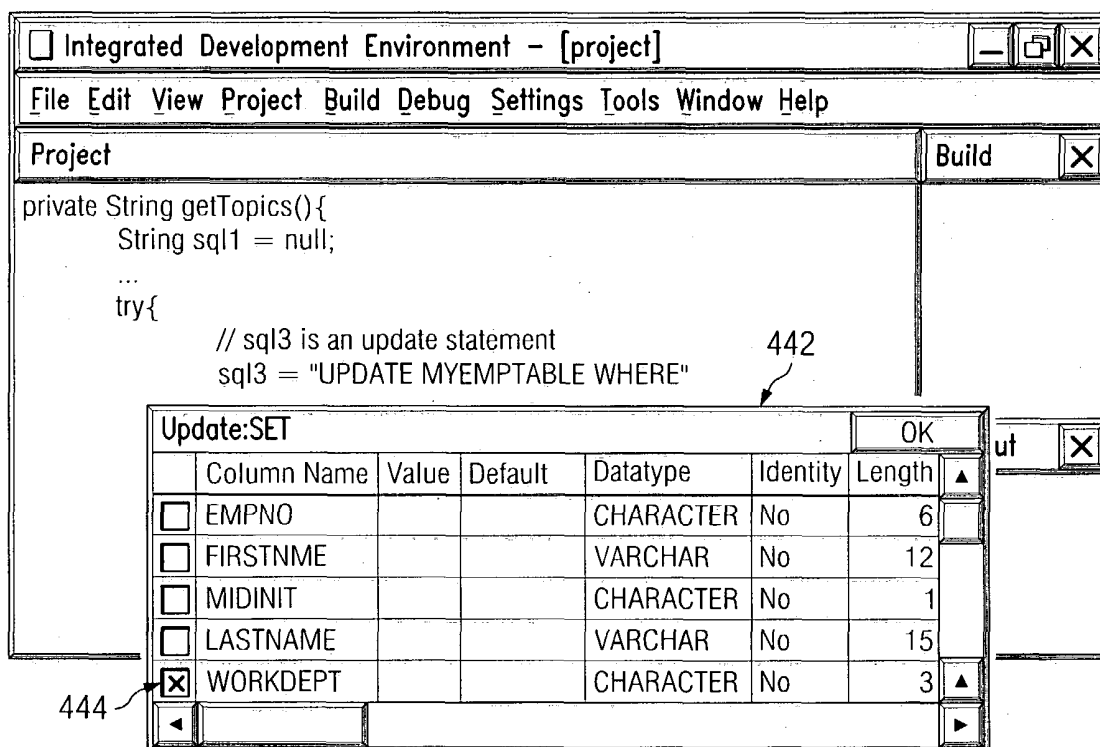 Integrated Development Environment – [project]
File Edit View Project Build Debug Settings Tools Window Help
Project Build
private String getTopics(){
String sql1 = null;
...
try{
// sql3 is an update statement
sql3 = "UPDATE MYEMPTABLE WHERE"
442
Update:SET OK
ut
Column Name Value Default Datatype Identity Length
EMPNO CHARACTER No 6
FIRSTNME VARCHAR No 12
MIDINIT CHARACTER No 1
LASTNAME VARCHAR No 15
WORKDEPT CHARACTER No 3
444